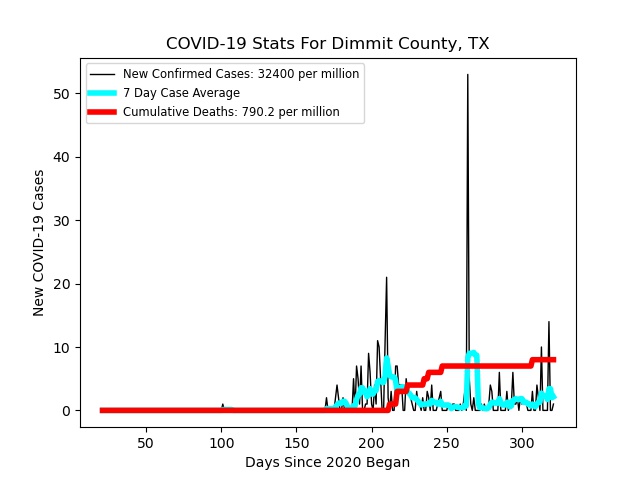 COVID-19 Stats For Dimmit County, TX
New Confirmed Cases: 32400 per million
7 Day Case Average
Cumulative Deaths: 790.2 per million
New COVID-19 Cases
50
40
30
20
10
0
50 100 150 200 250 300
Days Since 2020 Began